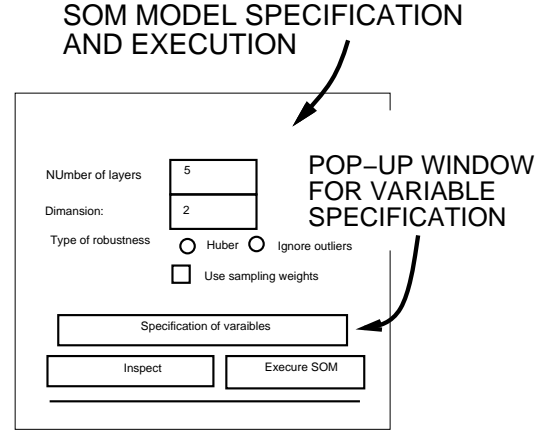 SOM MODEL SPECIFICATION
AND EXECUTION
NUmber of layers
5
POP–UP WINDOW
FOR VARIABLE
SPECIFICATION
Dimansion:
2
Type of robustness
Huber
Ignore outliers
Use sampling weights
Specification of varaibles
Inspect
Execure SOM